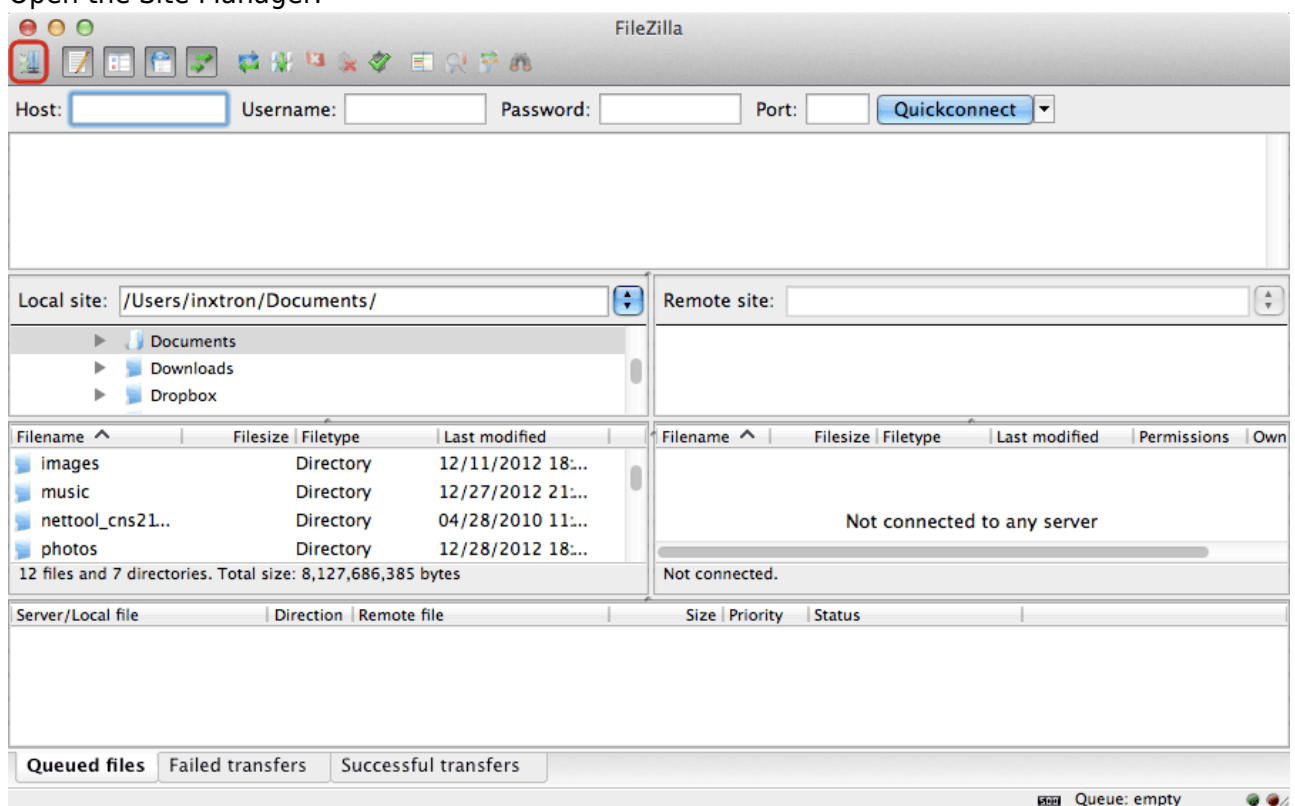 Open the Site Manager.
FileZilla
Host: Username: Password: Port: Quickconnect
Local site: /Users/inxtron/Documents/ Remote site:
Documents
Downloads
Dropbox
Filename Filesize Filetype Last modified Filename Filesize Filetype Last modified Permissions Own
images Directory 12/11/2012 18:...
music Directory 12/27/2012 21:...
nettool_cns21... Directory 04/28/2010 11:...
Not connected to any server
photos Directory 12/28/2012 18:...
12 files and 7 directories. Total size: 8,127,686,385 bytes Not connected.
Server/Local file Direction Remote file Size Priority Status
Queued files Failed transfers Successful transfers
Queue: empty